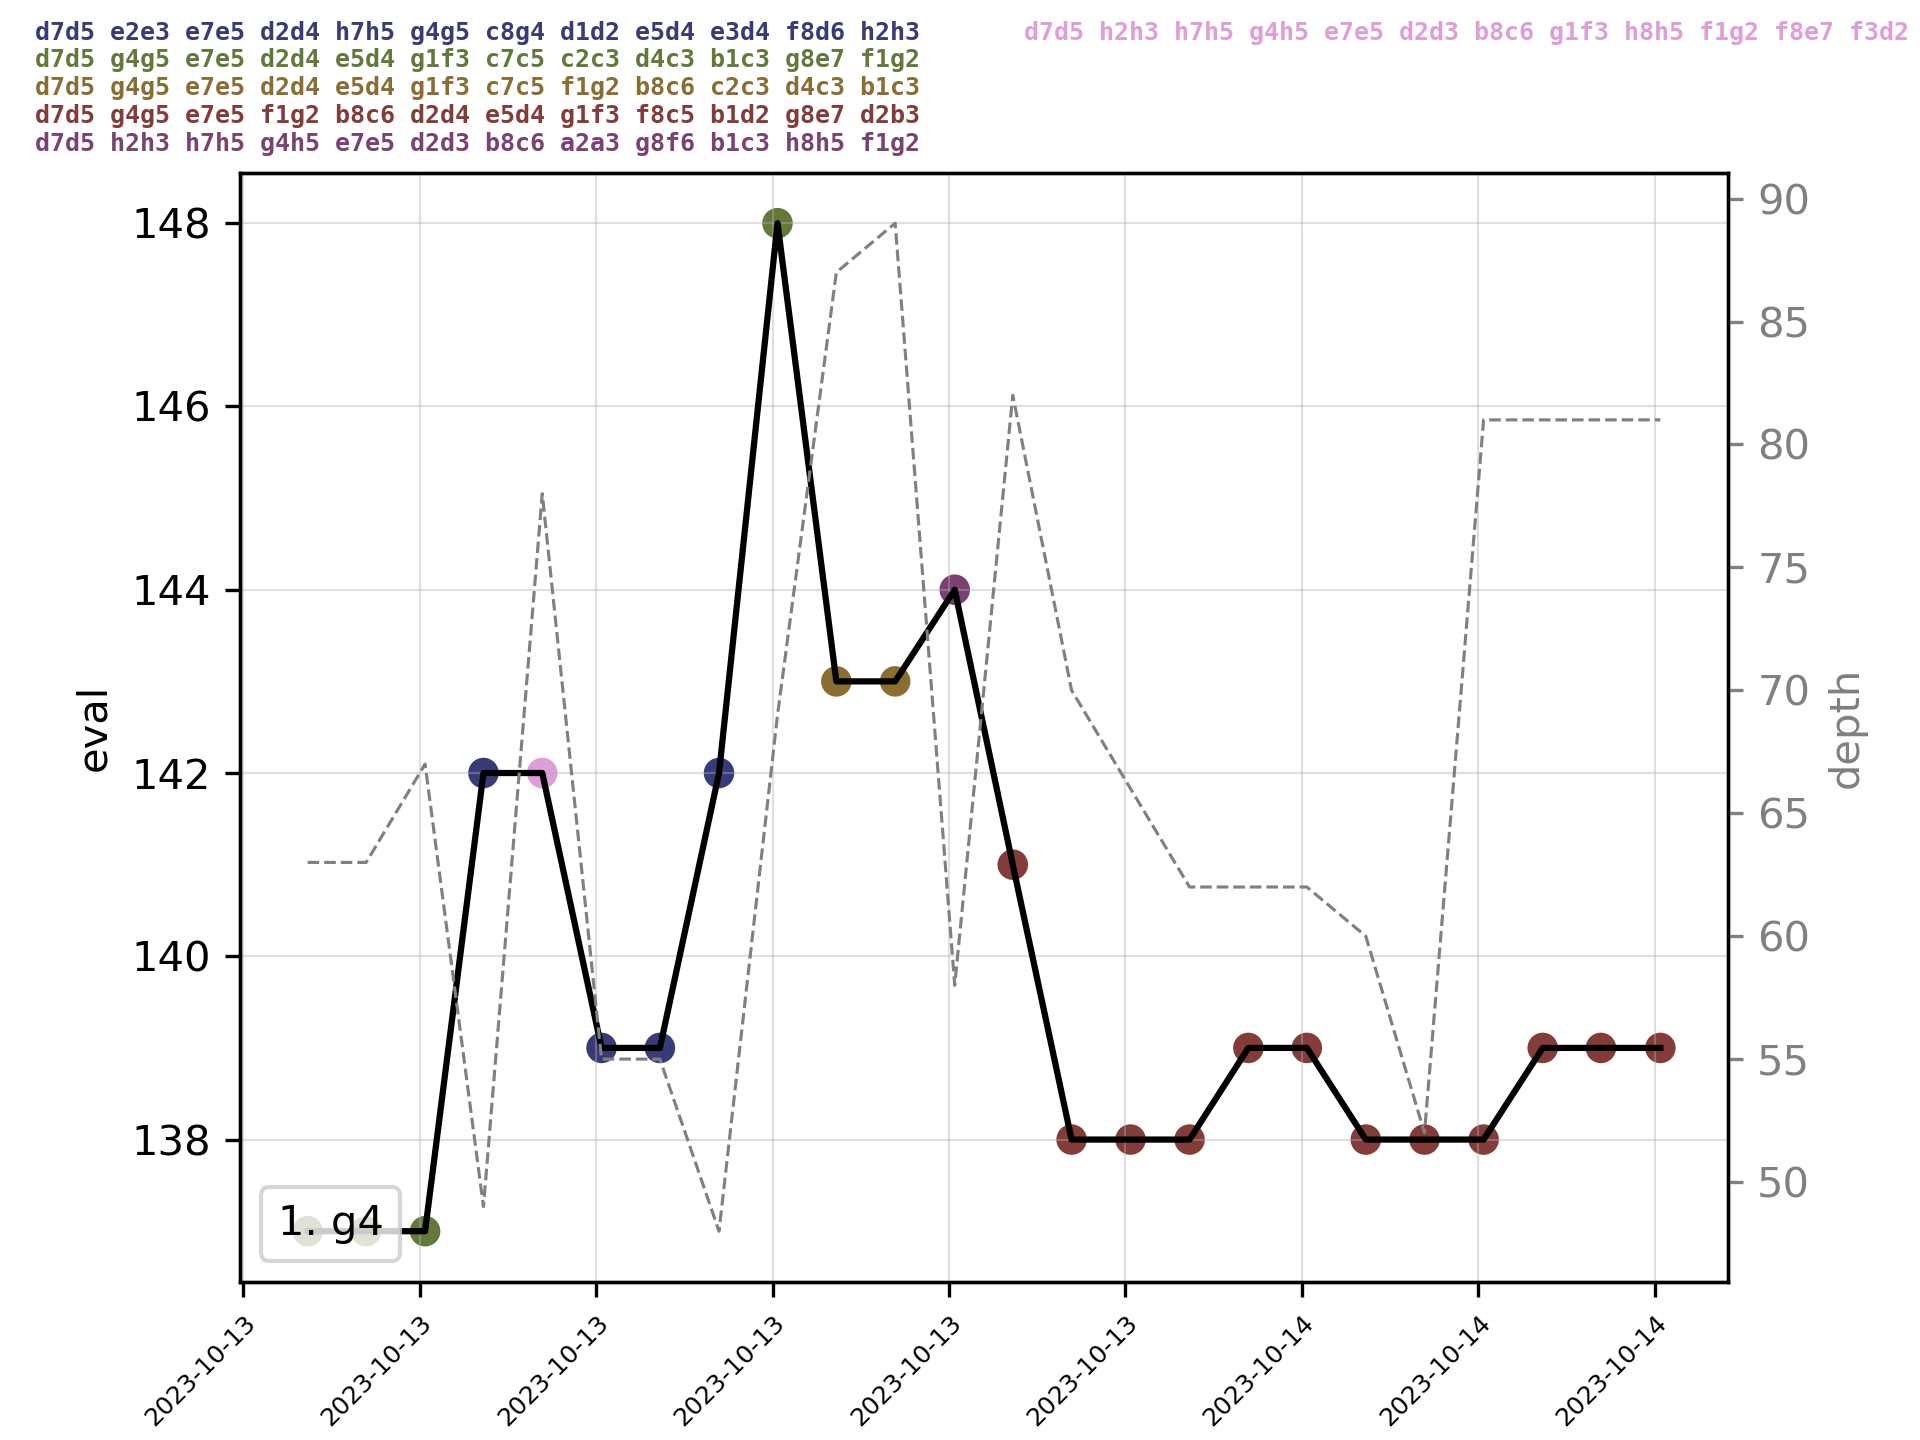 d7d5 e2e3 e7e5 d2d4 h7h5 g4g5 c8g4 d1d2 e5d4 e3d4 f8d6 h2h3
d7d5 g4g5 e7e5 d2d4 e5d4 g1f3 c7c5 c2c3 d4c3 b1c3 g8e7 f1g2
d7d5 g4g5 e7e5 d2d4 e5d4 g1f3 c7c5 f1g2 b8c6 c2c3 d4c3 b1c3
d7d5 g4g5 e7e5 f1g2 b8c6 d2d4 e5d4 g1f3 f8c5 b1d2 g8e7 d2b3
d7d5 h2h3 h7h5 g4h5 e7e5 d2d3 b8c6 a2a3 g8f6 b1c3 h8h5 f1g2
d7d5 h2h3 h7h5 g4h5 e7e5 d2d3 b8c6 g1f3 h8h5 f1g2 f8e7 f3d2
148
146
144
142
140
138
eval
90
85
80
75
70
65
60
55
50
depth
1. g4
2023-10-13
2023-10-13
2023-10-13
2023-10-13
2023-10-13
2023-10-13
2023-10-14
2023-10-14
2023-10-14